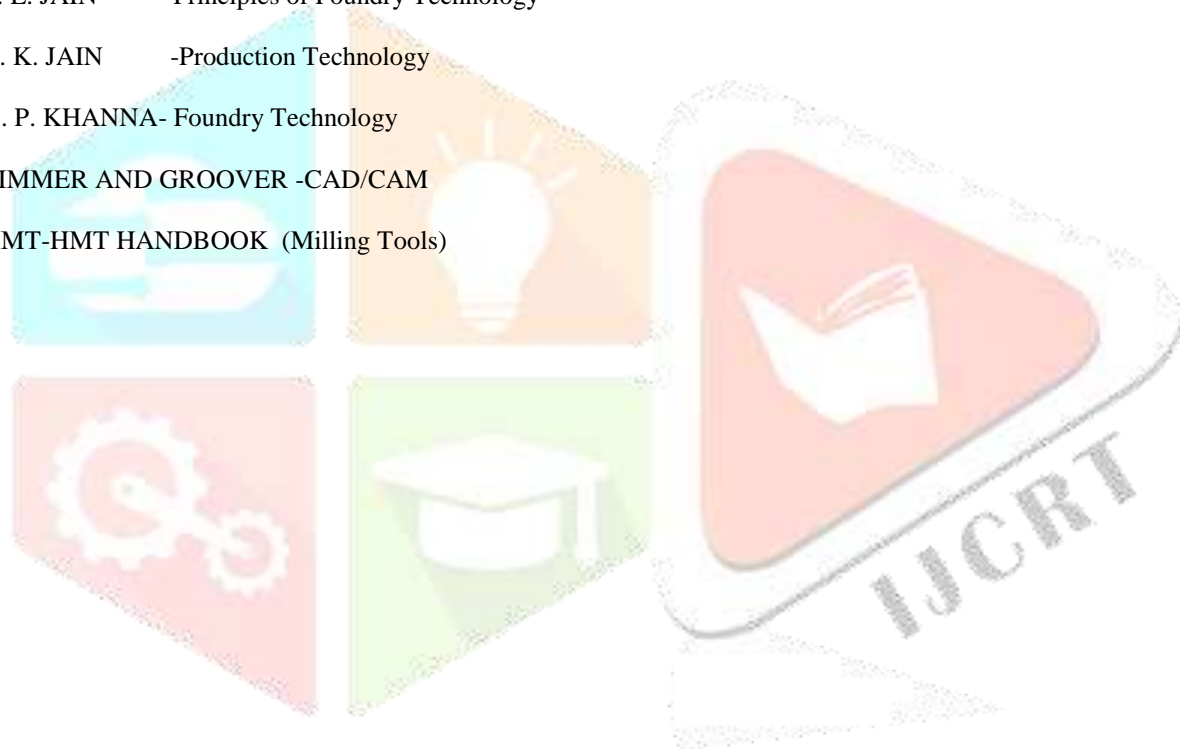 . L. JAIN -Principles of Foundry Technology
. K. JAIN -Production Technology
. P. KHANNA- Foundry Technology
IMMER AND GROOVER -CAD/CAM
MT-HMT HANDBOOK (Milling Tools)
IJCRT